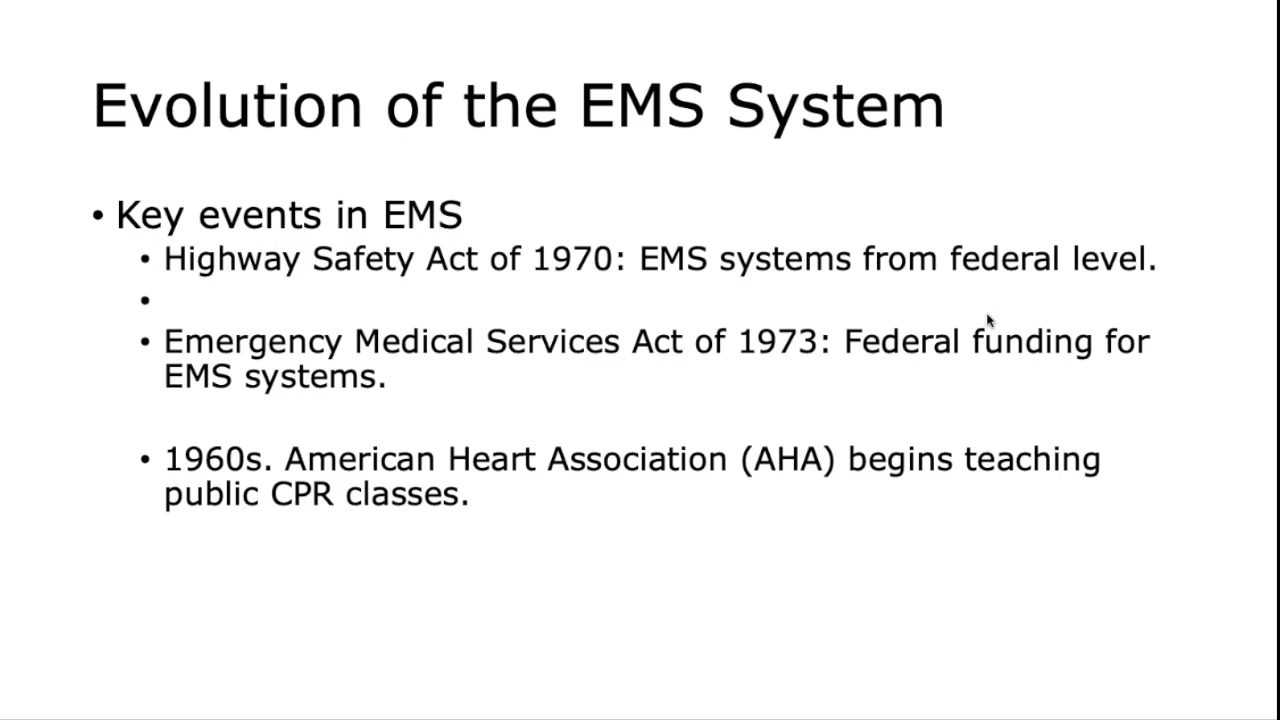 Evolution of the EMS System
• Key events in EMS
• Highway Safety Act of 1970: EMS systems from federal level.
•
• Emergency Medical Services Act of 1973: Federal funding for
EMS systems.
• 1960s. American Heart Association (AHA) begins teaching
public CPR classes.